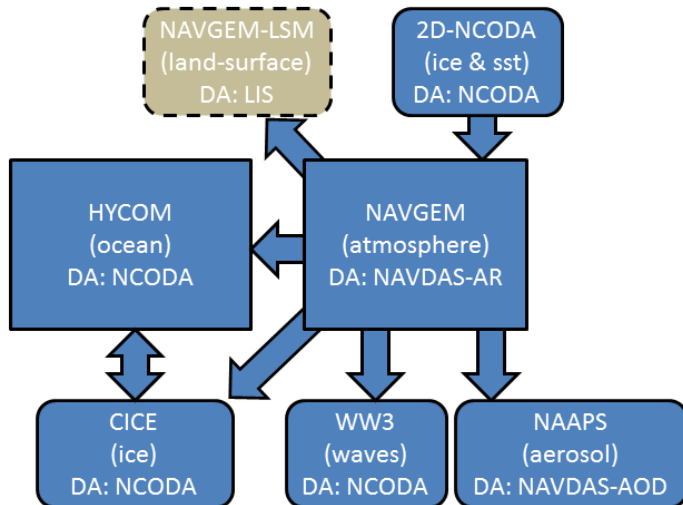 NAVGEM-LSM
(land-surface)
DA: LIS
2D-NCODA
(ice & sst)
DA: NCODA
HYCOM
(ocean)
DA: NCODA
NAVGEM
(atmosphere)
DA: NAVDAS-AR
CICE
(ice)
DA: NCODA
WW3
(waves)
DA: NCODA
NAAPS
(aerosol)
DA: NAVDAS-AOD